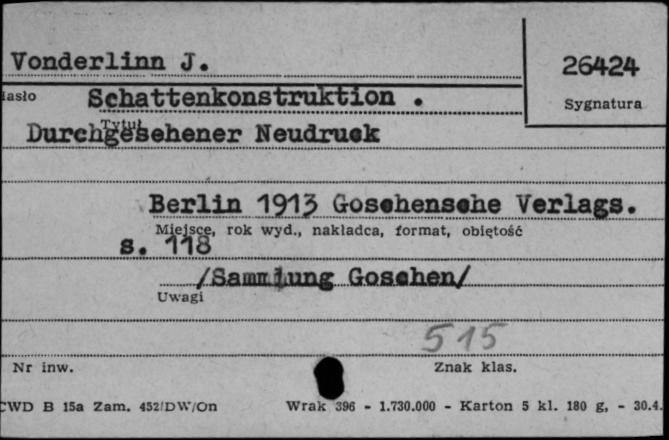 Vonderlinn J.
26424
Hasło
Schattenkonstruktion .
Sygnatura
Tytuł
Durchgesehener Neudruck
Berlin 1913 Goschensche Verlags.
Miejsce, rok wyd., nakładca, format, objętość
s. 118
/Sammlung Goschen/
Uwagi
515
Nr inw.
Znak klas.
CWD B 15a Zam. 452/DW/On
Wrak 396 - 1.730.000 - Karton 5 kl. 180 g, - 30.4.